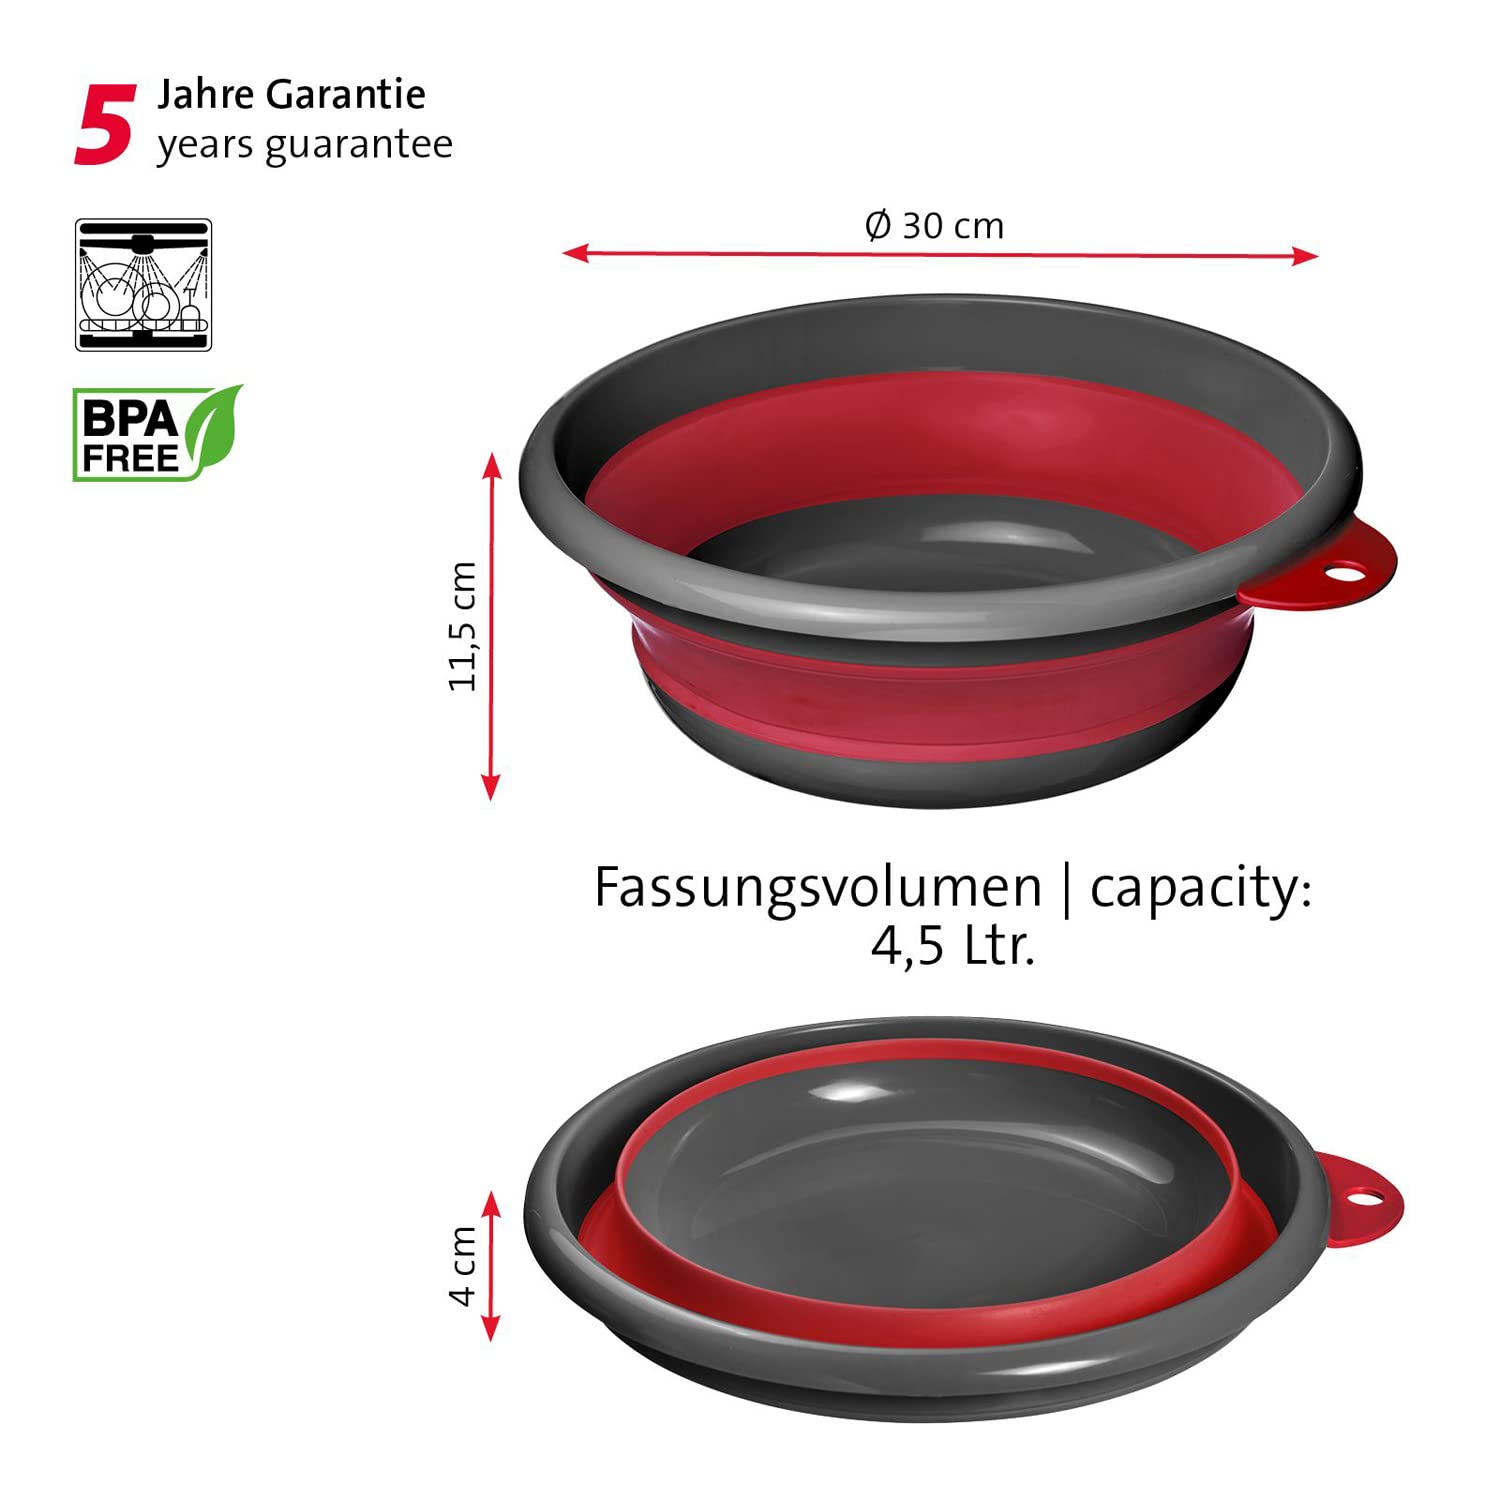 5 Jahre Garantie
years guarantee
BPA
FREE
Ø 30 cm
11,5 cm
Fassungsvolumen | capacity:
4,5 Ltr.
4 cm